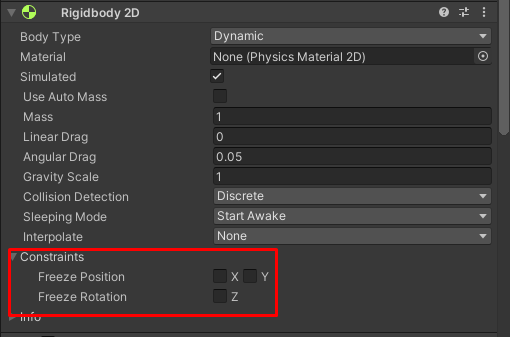 Rigidbody 2D
Body Type Dynamic
Material None (Physics Material 2D)
Simulated
Use Auto Mass
Mass 1
Linear Drag 0
Angular Drag 0.05
Gravity Scale 1
Collision Detection Discrete
Sleeping Mode Start Awake
Interpolate None
Constraints
Freeze Position X Y
Freeze Rotation Z
Info